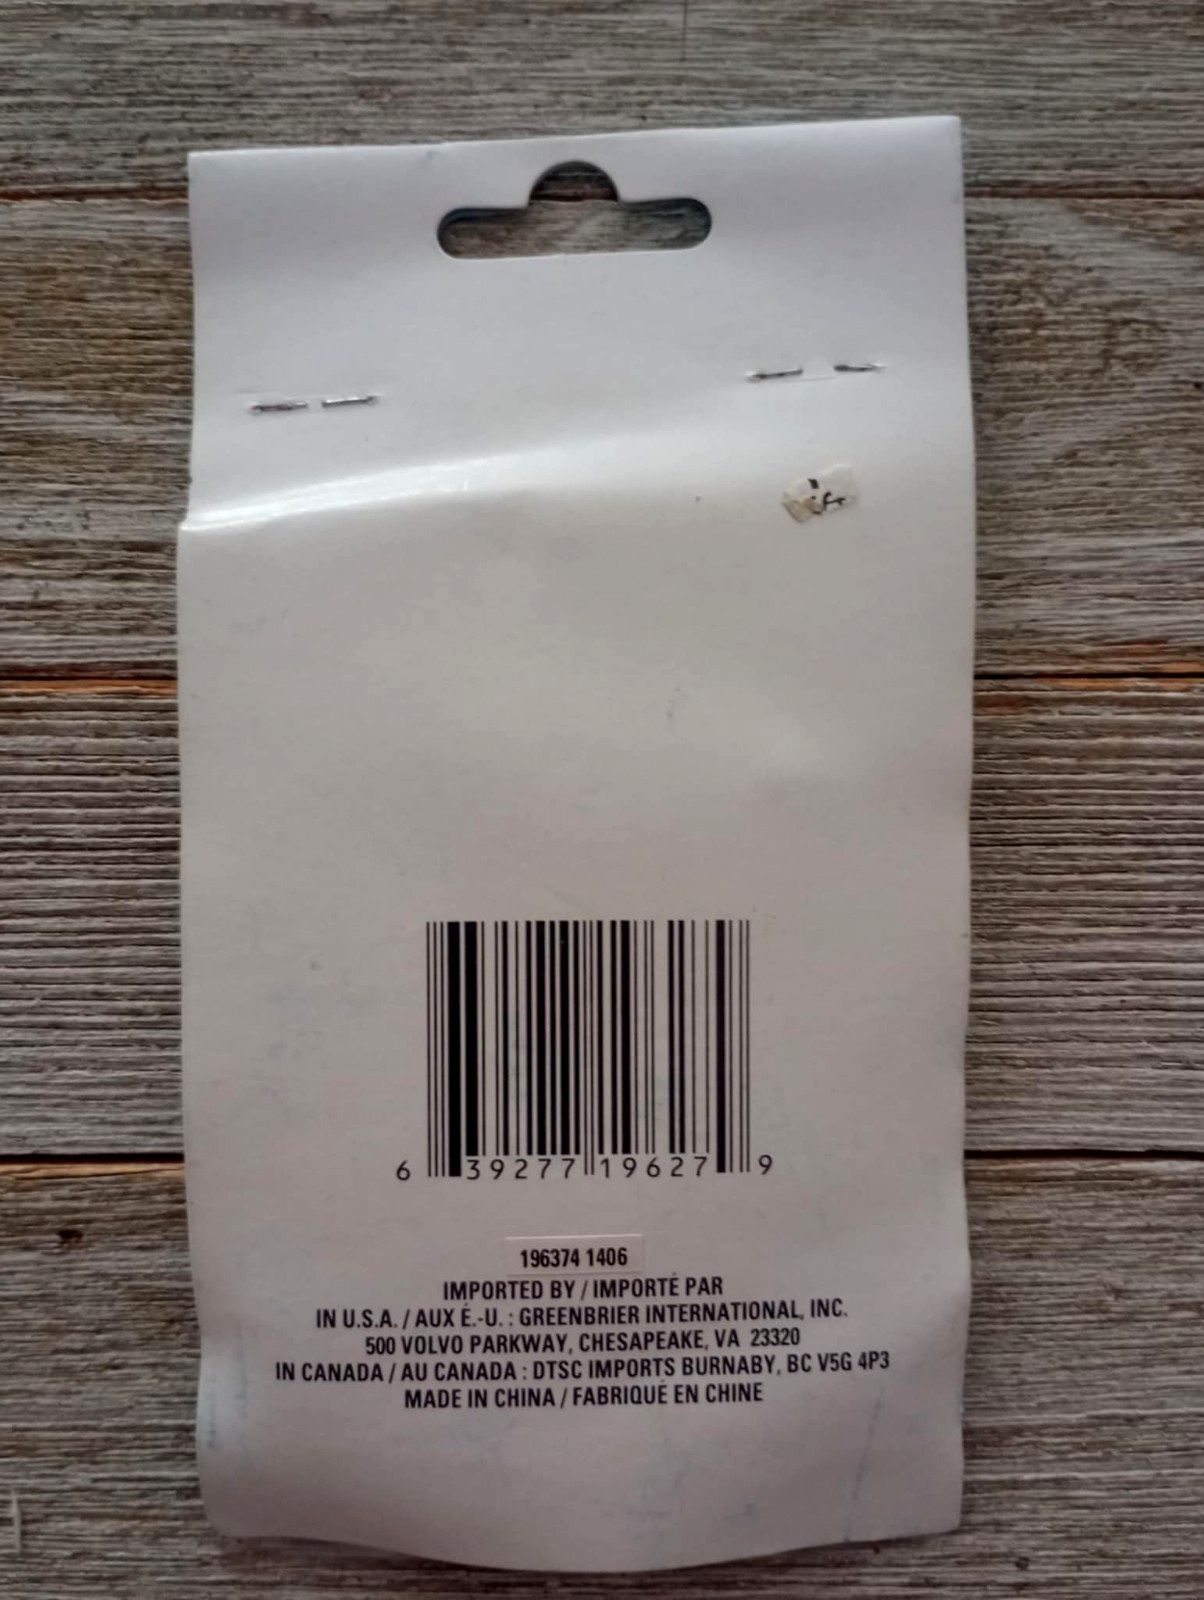 6 39277 19627 9
196374 1406
IMPORTED BY / IMPORTÉ PAR
IN U.S.A. / AUX É.-U. : GREENBRIER INTERNATIONAL, INC.
500 VOLVO PARKWAY, CHESAPEAKE, VA 23320
IN CANADA / AU CANADA : DTSC IMPORTS BURNABY, BC V5G 4P3
MADE IN CHINA / FABRIQUÉ EN CHINE